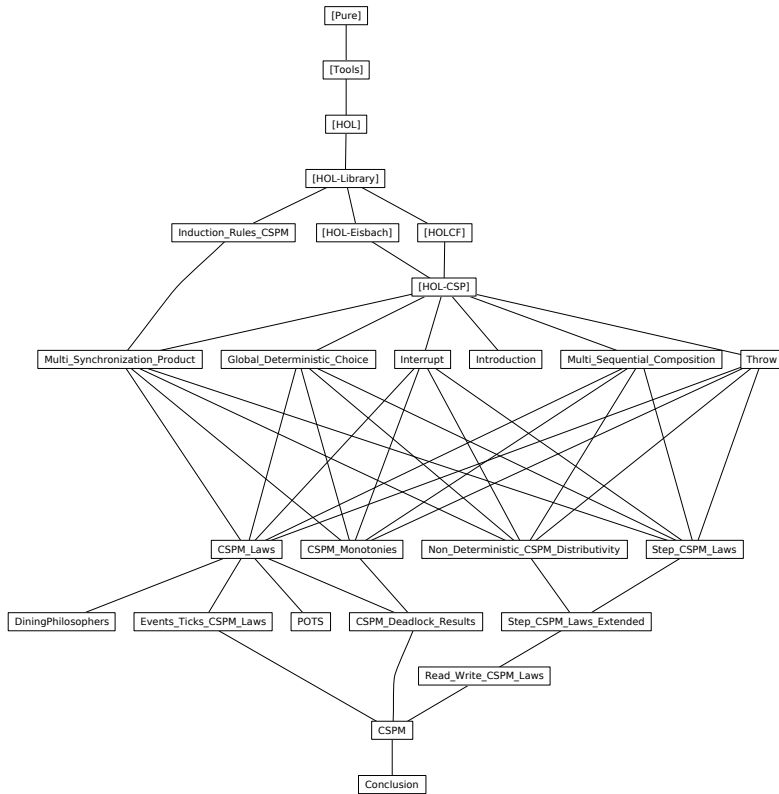 [Pure]
[Tools]
[HOL]
[HOL-Library]
Induction_Rules_CSPM
[HOL-Eisbach]
[HOLCF]
[HOL-CSP]
Multi_Synchronization_Product
Global_Deterministic_Choice
Interrupt
Introduction
Multi_Sequential_Composition
Throw
CSPM_Laws
CSPM_Monotonies
Non_Deterministic_CSPM_Distributivity
Step_CSPM_Laws
DiningPhilosophers
Events_Ticks_CSPM_Laws
POTS
CSPM_Deadlock_Results
Step_CSPM_Laws_Extended
Read_Write_CSPM_Laws
CSPM
Conclusion